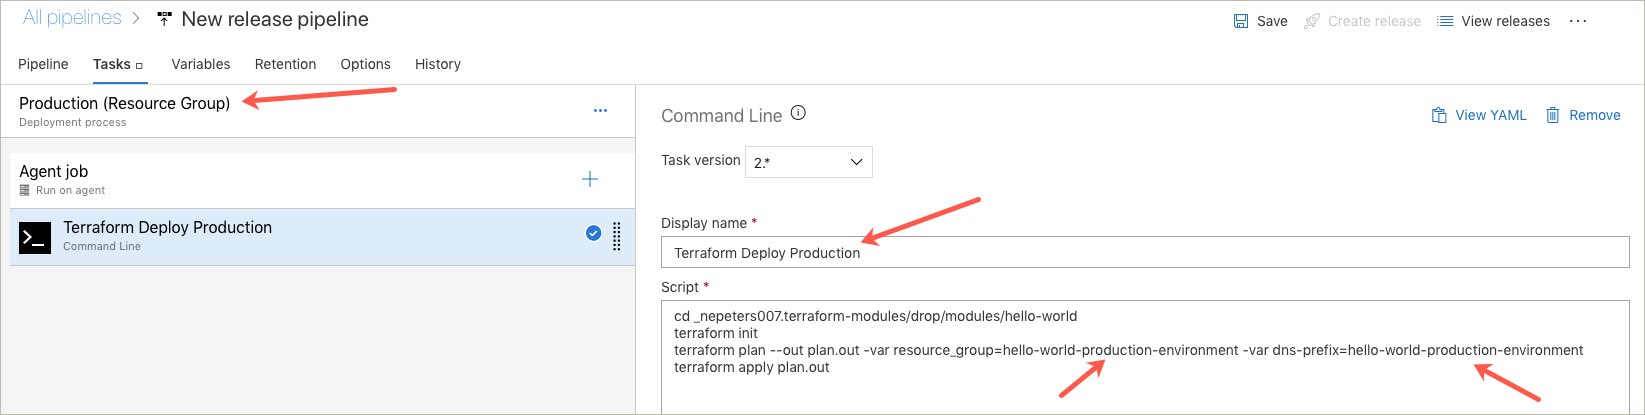 All pipelines > New release pipeline
Save Create release View releases ...
Pipeline Tasks Variables Retention Options History
Production (Resource Group)
Deployment process
...
Agent job
Run on agent
Terraform Deploy Production
Command Line
Command Line
View YAML Remove
Task version 2.*
Display name *
Terraform Deploy Production
Script *
cd _nepeters007.terraform-modules/drop/modules/hello-world
terraform init
terraform plan --out plan.out -var resource_group=hello-world-production-environment -var dns-prefix=hello-world-production-environment
terraform apply plan.out